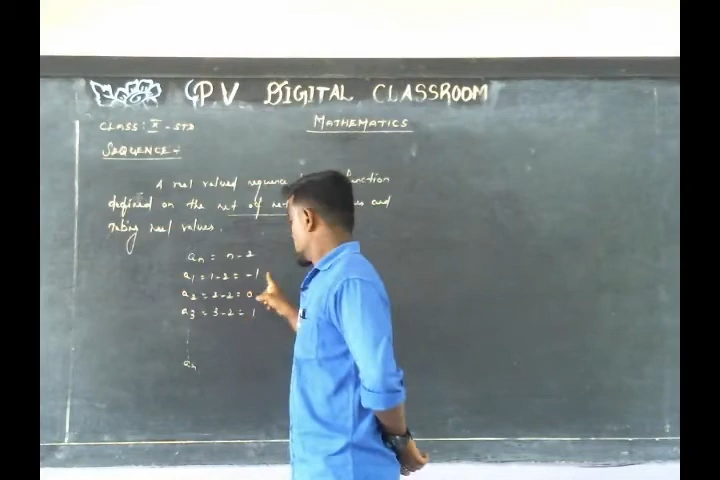 G.P.V DIGITAL CLASSROOM
CLASS: X - STD
MATHEMATICS
SEQUENCE :-
A real valued sequence function
defined on the set of and
taking real values.
aₙ = n - 2
a₁ = 1 - 2 = -1
a₂ = 2 - 2 = 0
a₃ = 3 - 2 = 1
aₙ